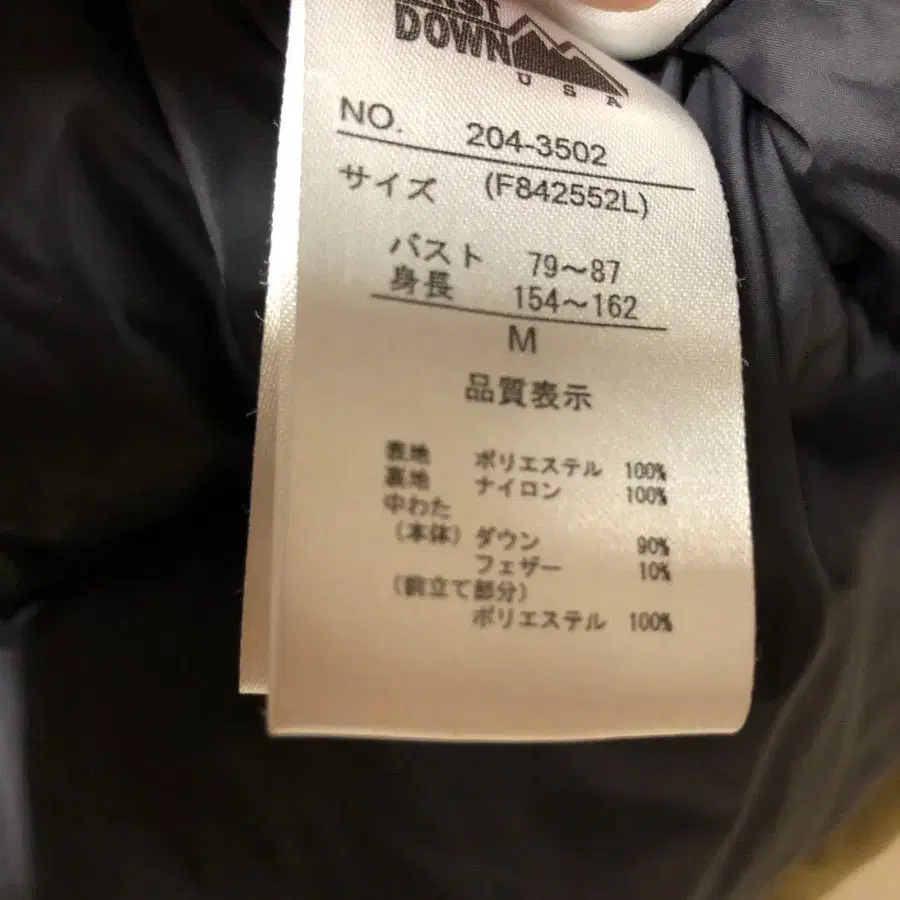 DOWN
USA
NO. 204-3502
サイズ (F842552L)
バスト 79～87
身長 154～162
M
品質表示
表地 ポリエステル 100%
裏地 ナイロン 100%
中わた
(本体) ダウン 90%
フェザー 10%
(前立て部分)
ポリエステル 100%